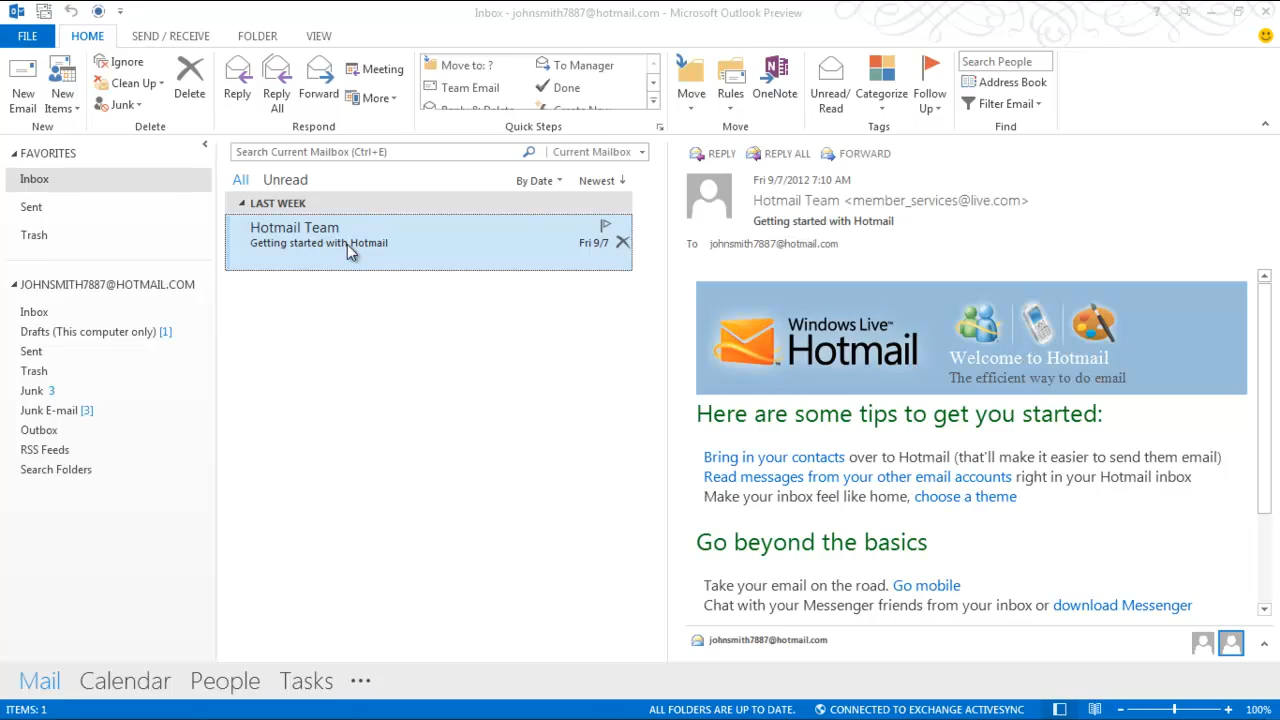 Inbox - johnsmith7887@hotmail.com - Microsoft Outlook Preview
FILE HOME SEND / RECEIVE FOLDER VIEW
New Email
New Items
New
Ignore
Clean Up
Junk
Delete
Delete
Reply
Reply All
Forward
Meeting
More
Respond
Move to: ?
Team Email
Reply & Delete
To Manager
Done
Create New
Quick Steps
Move
Rules
OneNote
Move
Unread/ Read
Categorize
Follow Up
Tags
Search People
Address Book
Filter Email
Find
FAVORITES
Inbox
Sent
Trash
JOHNSMITH7887@HOTMAIL.COM
Inbox
Drafts (This computer only) [1]
Sent
Trash
Junk 3
Junk E-mail [3]
Outbox
RSS Feeds
Search Folders
Search Current Mailbox (Ctrl+E)
Current Mailbox
All Unread
By Date Newest
LAST WEEK
Hotmail Team
Getting started with Hotmail Fri 9/7
REPLY REPLY ALL FORWARD
Fri 9/7/2012 7:10 AM
Hotmail Team <member_services@live.com>
Getting started with Hotmail
To johnsmith7887@hotmail.com
Windows Live™
Hotmail
Welcome to Hotmail
The efficient way to do email
Here are some tips to get you started:
Bring in your contacts over to Hotmail (that'll make it easier to send them email)
Read messages from your other email accounts right in your Hotmail inbox
Make your inbox feel like home, choose a theme
Go beyond the basics
Take your email on the road. Go mobile
Chat with your Messenger friends from your inbox or download Messenger
johnsmith7887@hotmail.com
Mail Calendar People Tasks •••
ITEMS: 1
ALL FOLDERS ARE UP TO DATE.
CONNECTED TO EXCHANGE ACTIVESYNC
100%